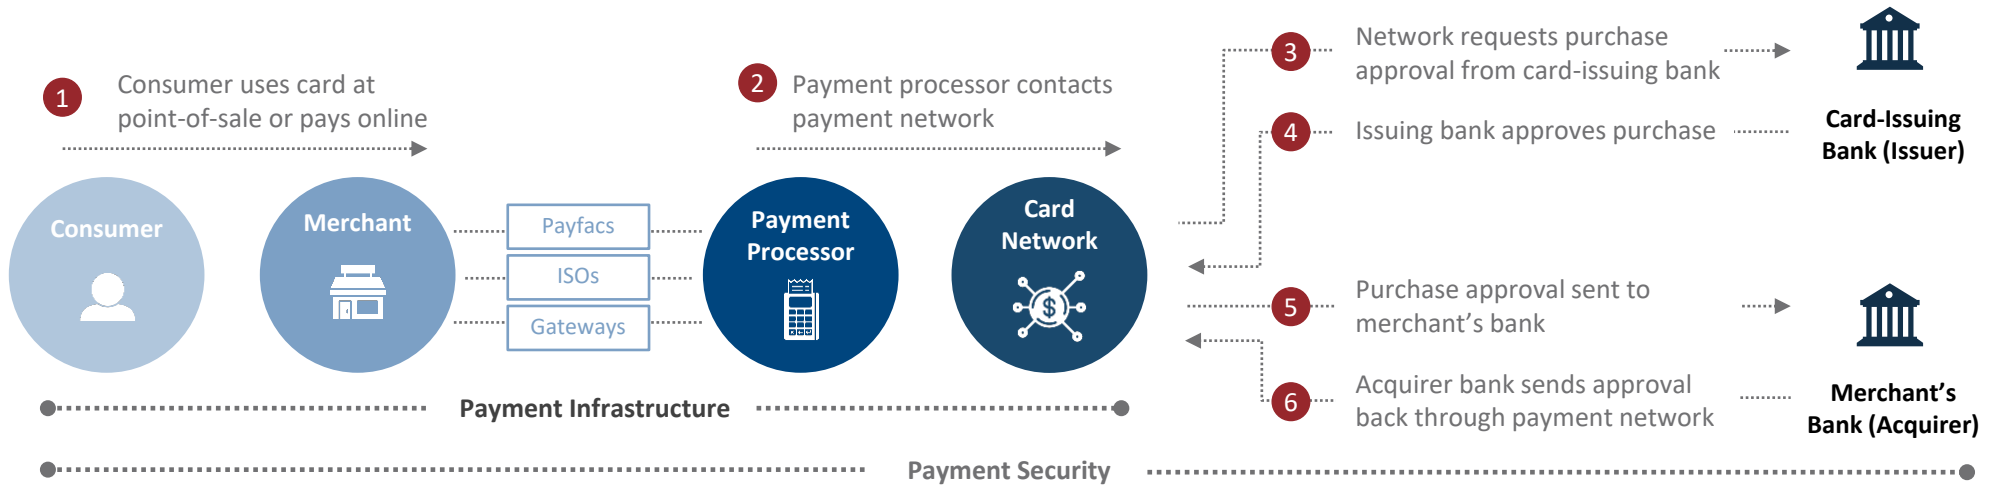 1
Consumer uses card at
point-of-sale or pays online
2
Payment processor contacts
payment network
3
Network requests purchase
approval from card-issuing bank
4
Issuing bank approves purchase
Card-Issuing
Bank (Issuer)
Consumer
Merchant
Payfacs
ISOs
Gateways
Payment
Processor
Card
Network
$
5
Purchase approval sent to
merchant’s bank
6
Acquirer bank sends approval
back through payment network
Merchant’s
Bank (Acquirer)
Payment Infrastructure
Payment Security